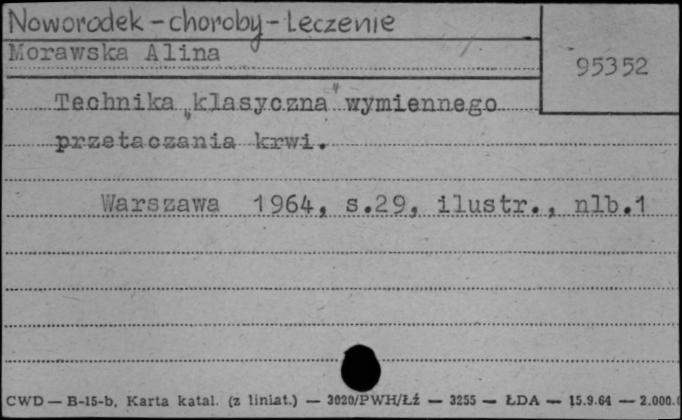 Noworodek - choroby - Leczenie
Morawska Alina
95352
Technika „klasyczna" wymiennego
przetaczania krwi.
Warszawa 1964, s.29, ilustr., nlb.1
CWD — B-15-b. Karta katal. (z liniat.) — 3020/PWH/Łź — 3255 — ŁDA — 15.9.64 — 2.000.